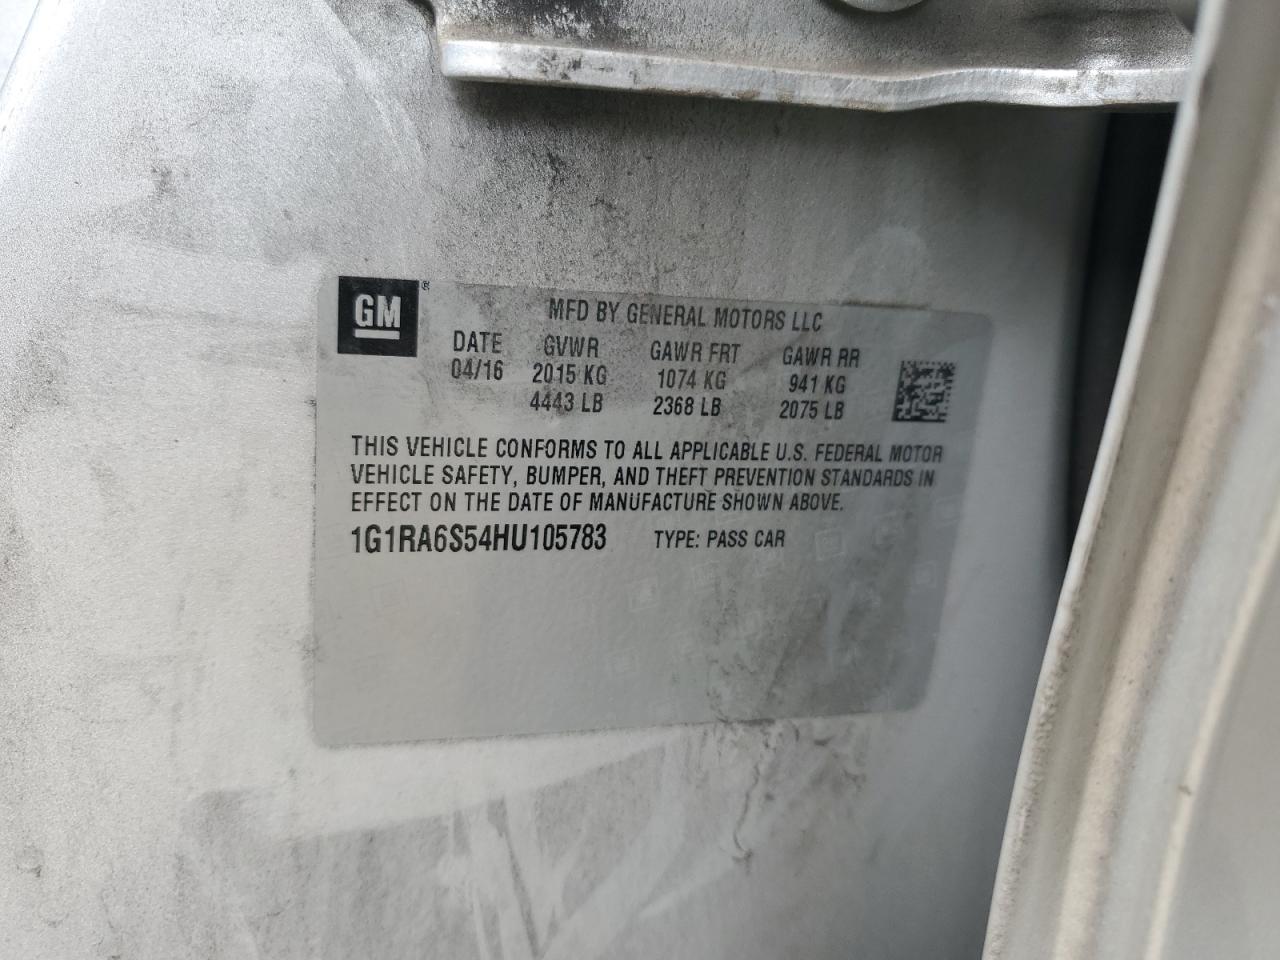 GM®
MFD BY GENERAL MOTORS LLC
DATE GVWR GAWR FRT GAWR RR
04/16 2015 KG 1074 KG 941 KG
4443 LB 2368 LB 2075 LB
THIS VEHICLE CONFORMS TO ALL APPLICABLE U.S. FEDERAL MOTOR
VEHICLE SAFETY, BUMPER, AND THEFT PREVENTION STANDARDS IN
EFFECT ON THE DATE OF MANUFACTURE SHOWN ABOVE.
1G1RA6S54HU105783 TYPE: PASS CAR